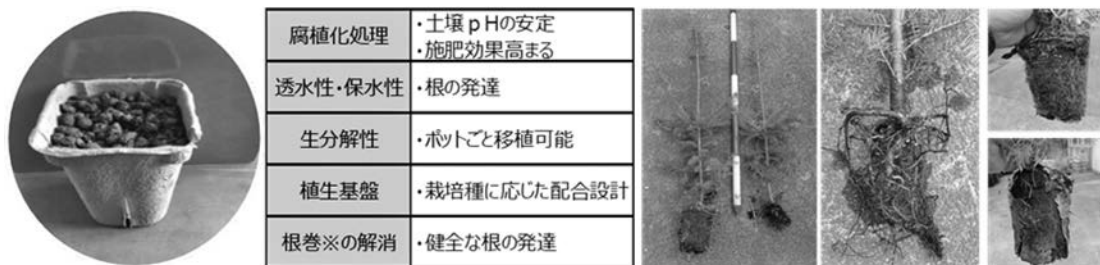 腐植化処理
・土壌pHの安定
・施肥効果高まる
透水性・保水性
・根の発達
生分解性
・ポットごと移植可能
植生基盤
・栽培種に応じた配合設計
根巻※の解消
・健全な根の発達